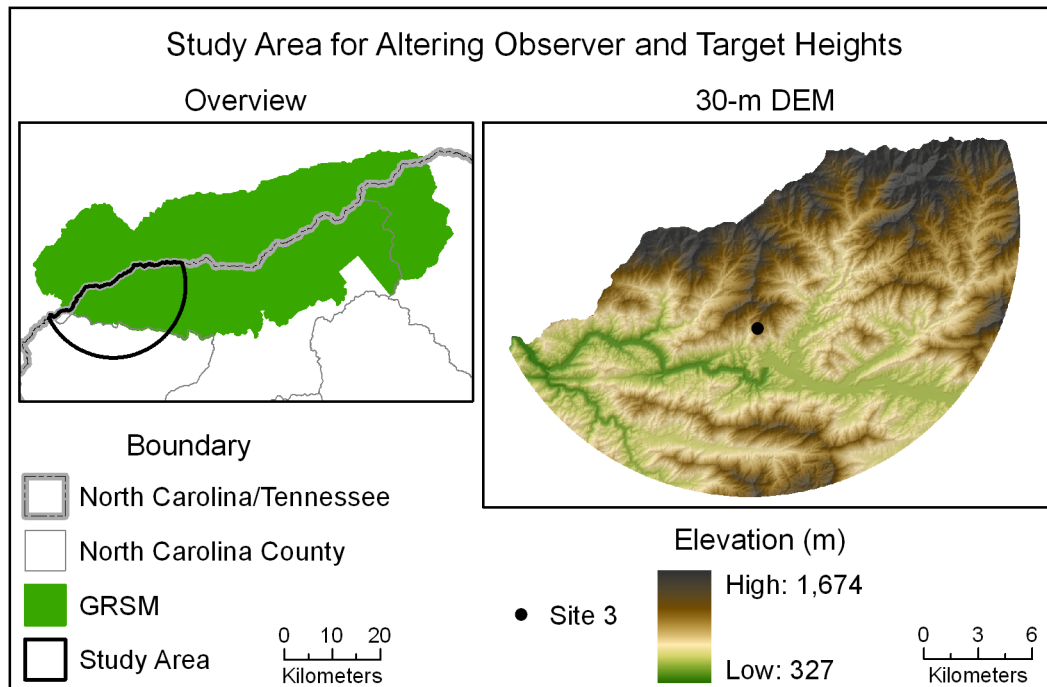 Study Area for Altering Observer and Target Heights
Overview
30-m DEM
Boundary
North Carolina/Tennessee
North Carolina County
GRSM
Study Area
0 10 20
Kilometers
Site 3
Elevation (m)
High: 1,674
Low: 327
0 3 6
Kilometers